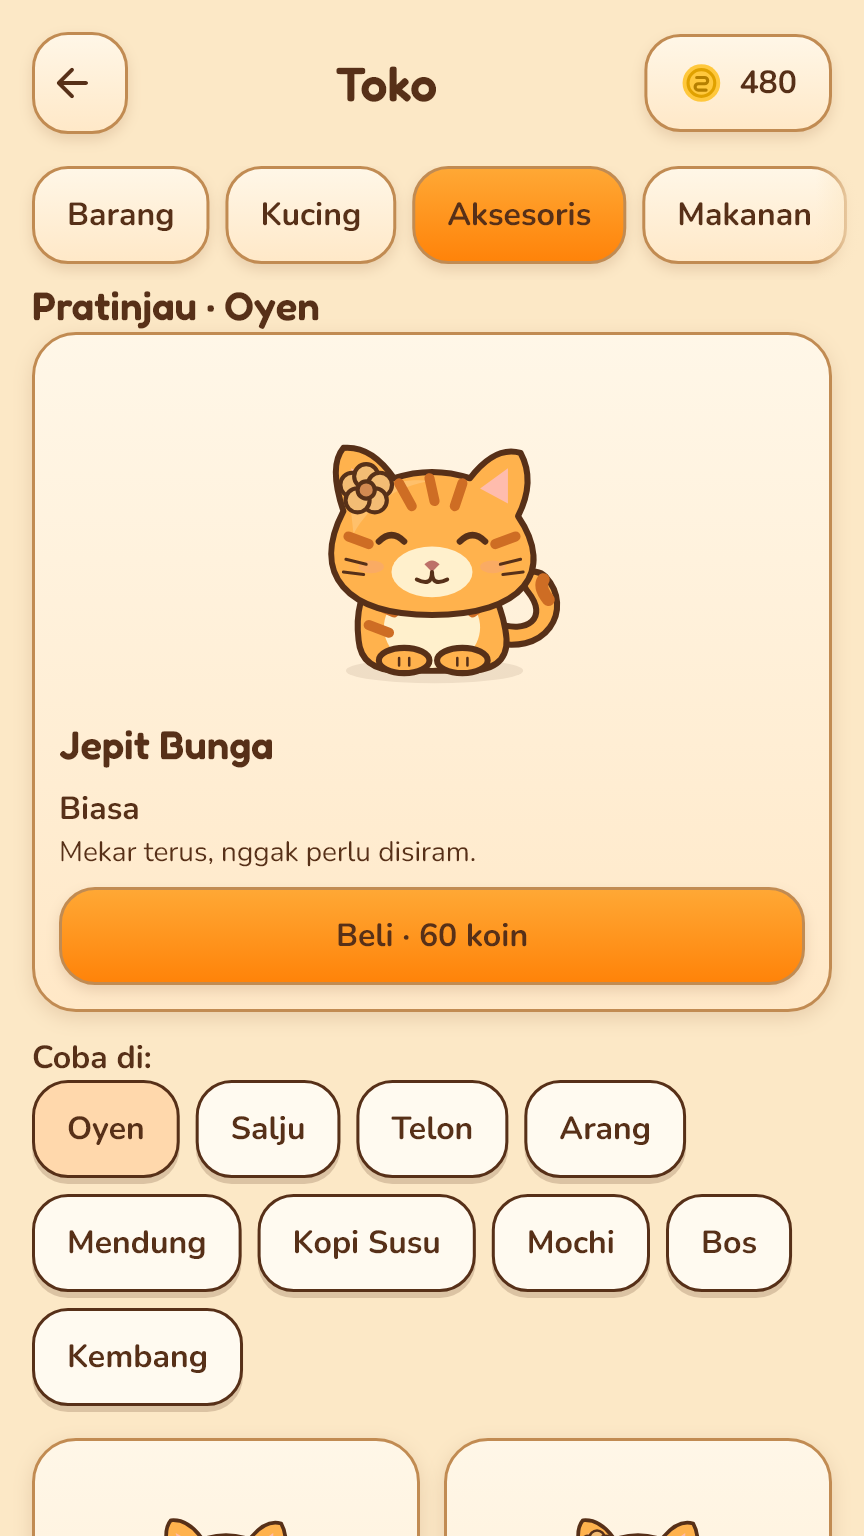 Toko
480
Barang
Kucing
Aksesoris
Makanan
Pratinjau · Oyen
Jepit Bunga
Biasa
Mekar terus, nggak perlu disiram.
Beli · 60 koin
Coba di:
Oyen
Salju
Telon
Arang
Mendung
Kopi Susu
Mochi
Bos
Kembang